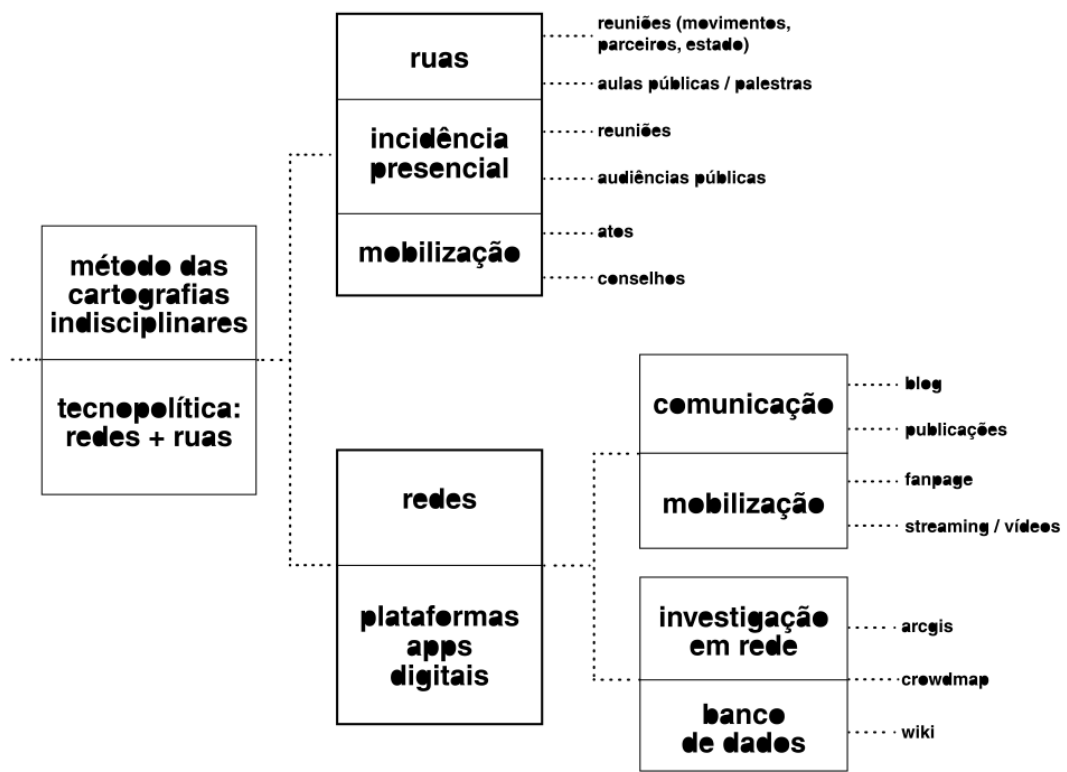 método das
cartografias
indisciplinares
tecnopolítica:
redes + ruas
ruas
incidência
presencial
mobilização
reuniões (movimentos,
parceiros, estado)
aulas públicas / palestras
reuniões
audiências públicas
atos
conselhos
redes
plataformas
apps
digitais
comunicação
mobilização
blog
publicações
fanpage
streaming / vídeos
investigação
em rede
banco
de dados
arcgis
crowdmap
wiki